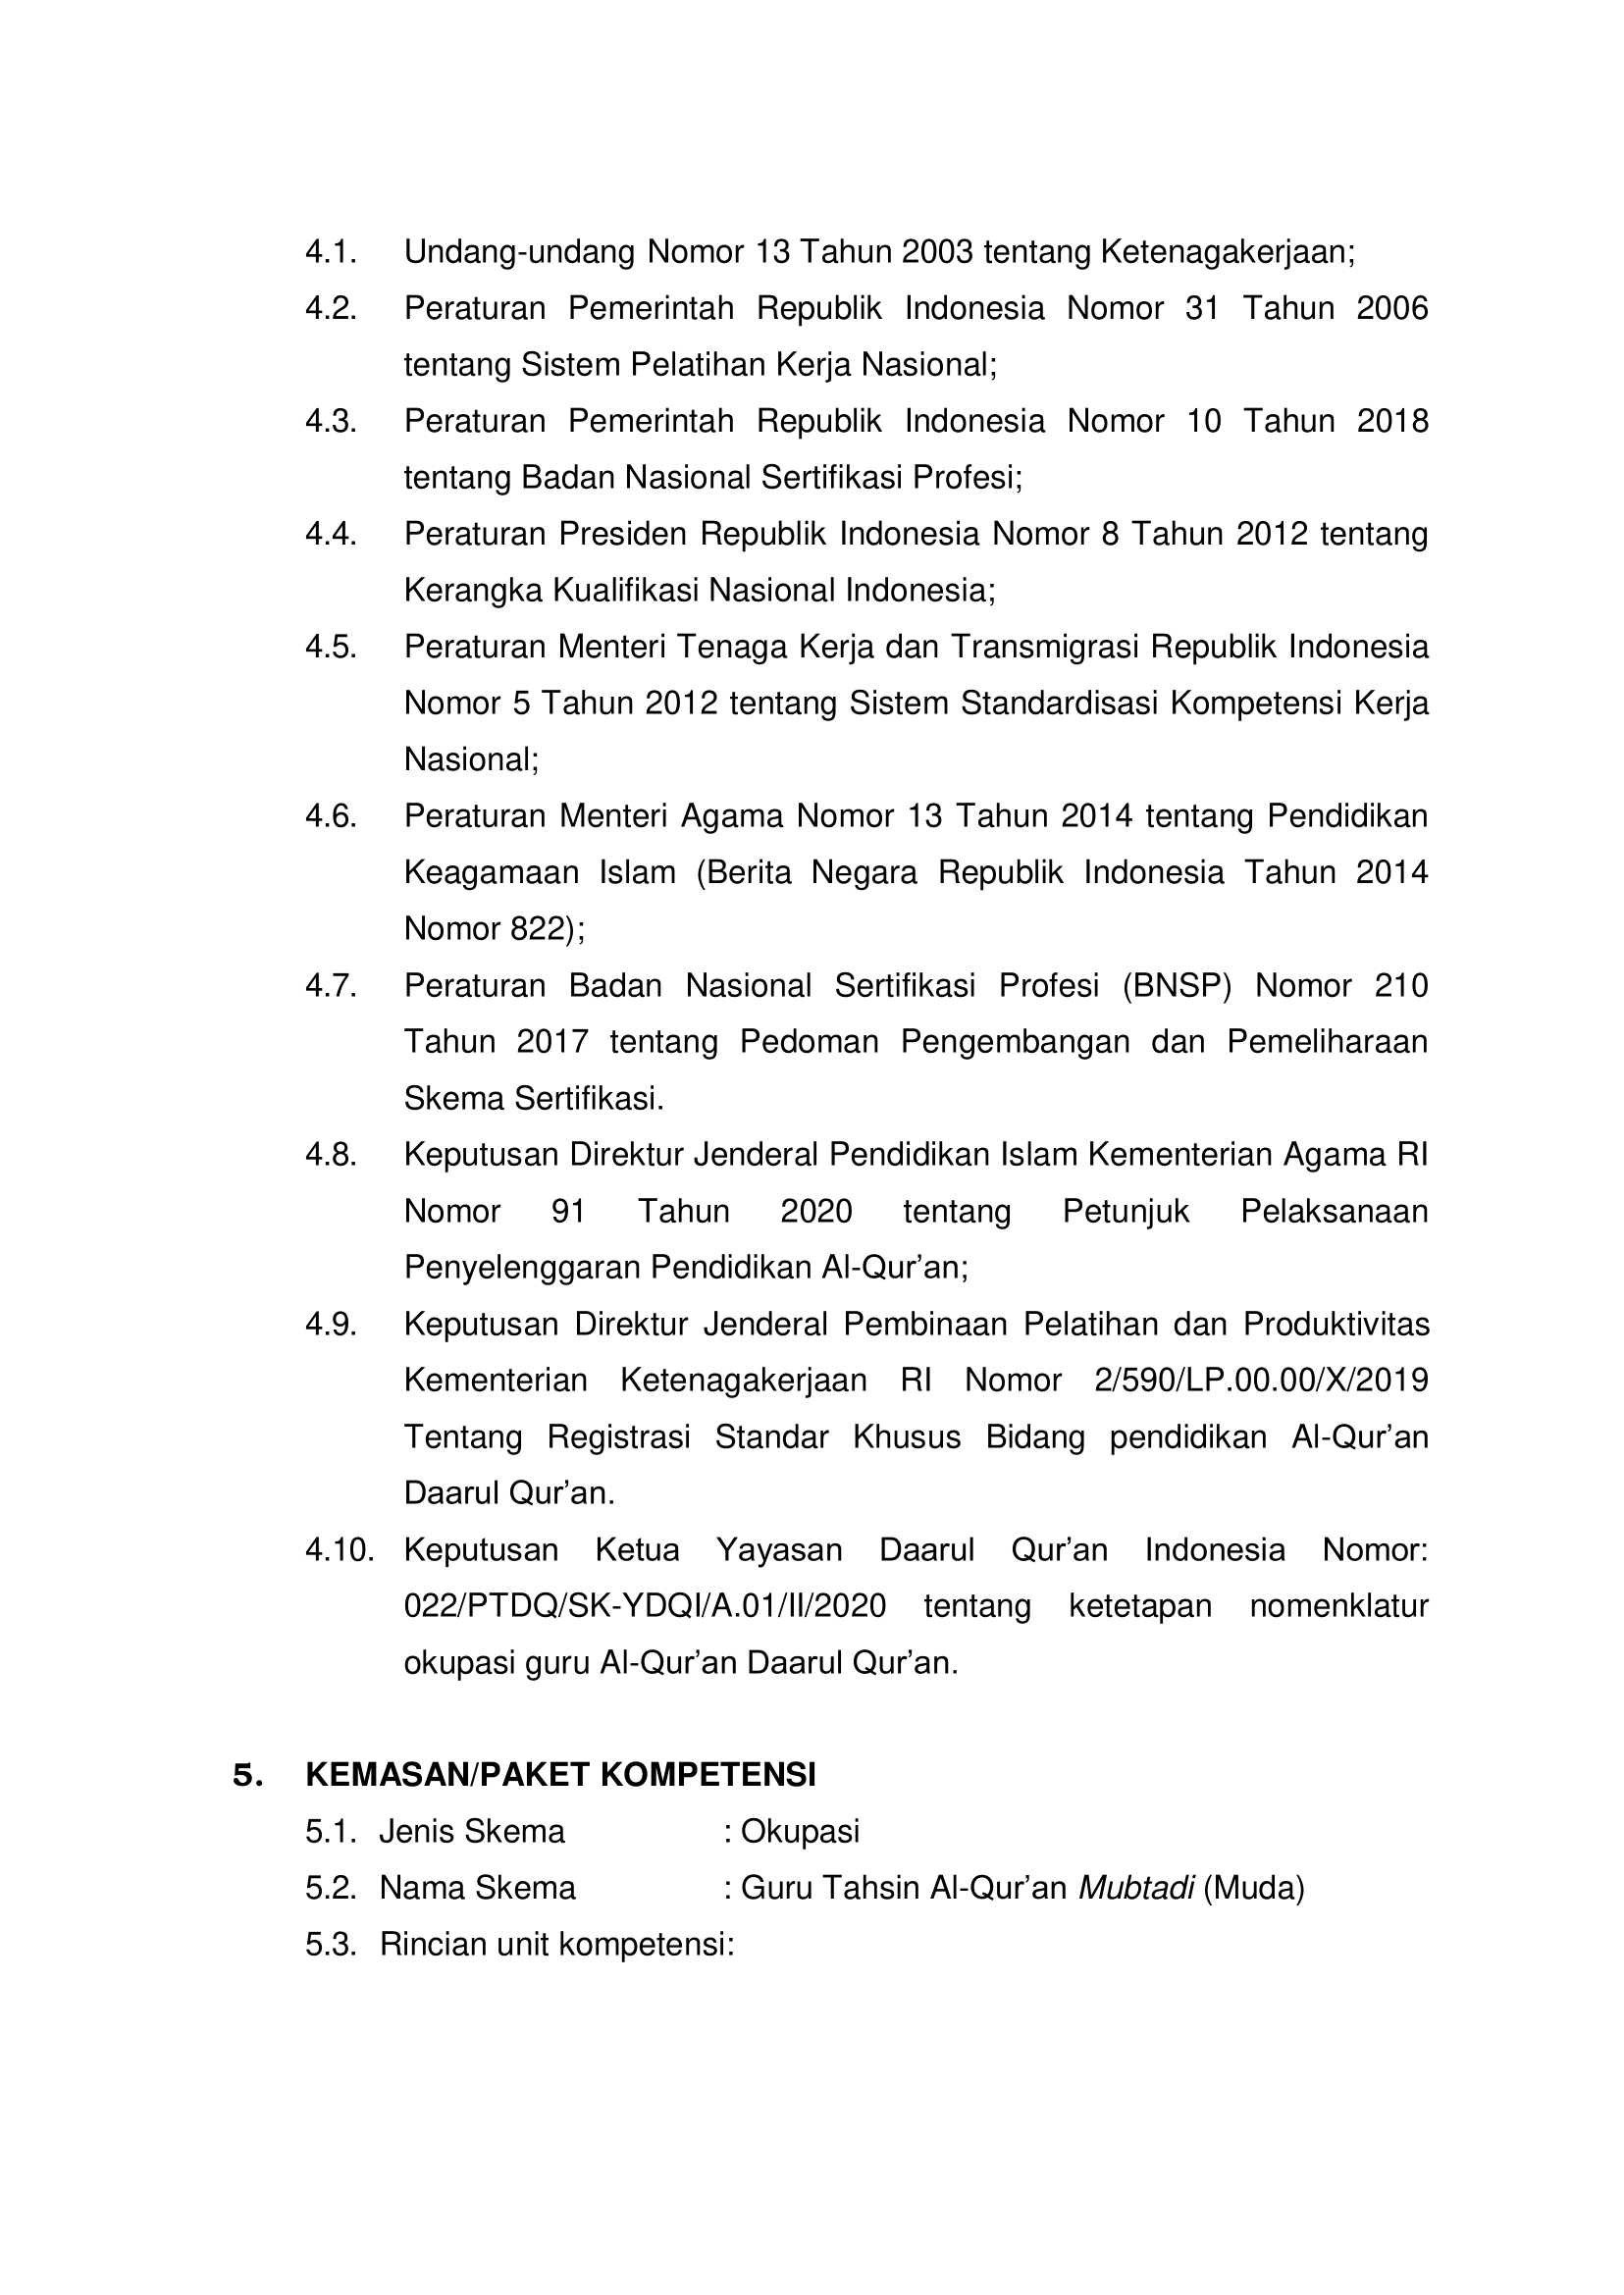 4.1. Undang-undang Nomor 13 Tahun 2003 tentang Ketenagakerjaan;
4.2. Peraturan Pemerintah Republik Indonesia Nomor 31 Tahun 2006
tentang Sistem Pelatihan Kerja Nasional;
4.3. Peraturan Pemerintah Republik Indonesia Nomor 10 Tahun 2018
tentang Badan Nasional Sertifikasi Profesi;
4.4. Peraturan Presiden Republik Indonesia Nomor 8 Tahun 2012 tentang
Kerangka Kualifikasi Nasional Indonesia;
4.5. Peraturan Menteri Tenaga Kerja dan Transmigrasi Republik Indonesia
Nomor 5 Tahun 2012 tentang Sistem Standardisasi Kompetensi Kerja
Nasional;
4.6. Peraturan Menteri Agama Nomor 13 Tahun 2014 tentang Pendidikan
Keagamaan Islam (Berita Negara Republik Indonesia Tahun 2014
Nomor 822);
4.7. Peraturan Badan Nasional Sertifikasi Profesi (BNSP) Nomor 210
Tahun 2017 tentang Pedoman Pengembangan dan Pemeliharaan
Skema Sertifikasi.
4.8. Keputusan Direktur Jenderal Pendidikan Islam Kementerian Agama RI
Nomor 91 Tahun 2020 tentang Petunjuk Pelaksanaan
Penyelenggaran Pendidikan Al-Qur’an;
4.9. Keputusan Direktur Jenderal Pembinaan Pelatihan dan Produktivitas
Kementerian Ketenagakerjaan RI Nomor 2/590/LP.00.00/X/2019
Tentang Registrasi Standar Khusus Bidang pendidikan Al-Qur’an
Daarul Qur’an.
4.10. Keputusan Ketua Yayasan Daarul Qur’an Indonesia Nomor:
022/PTDQ/SK-YDQI/A.01/II/2020 tentang ketetapan nomenklatur
okupasi guru Al-Qur’an Daarul Qur’an.
5. KEMASAN/PAKET KOMPETENSI
5.1. Jenis Skema : Okupasi
5.2. Nama Skema : Guru Tahsin Al-Qur’an Mubtadi (Muda)
5.3. Rincian unit kompetensi: